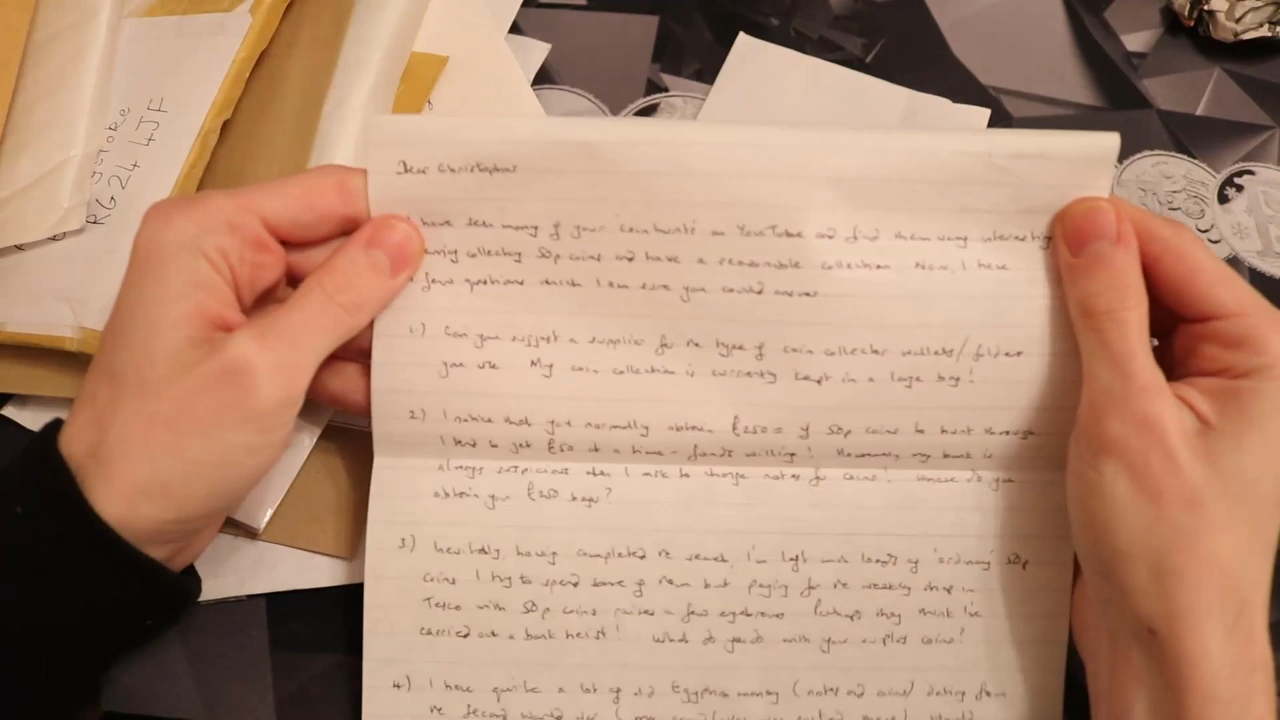 ystoke
RG24 4JF
Dear Christopher
have seen many of your 'coin hunts' on YouTube and find them very interesting
collecting 50p coins and have a reasonable collection Now, I have
few questions which I am sure you could answer
1.) Can you suggest a supplier for the type of coin collector wallets/folder
you use My coin collection is currently kept in a large bag!
2.) I notice that you normally obtain £250= of 50p coins to hunt through
I tend to get £50 at a time - funds willing! However, my bank is
always suspicious when I ask to change notes for coins! Where do you
obtain your £250 bags?
3.) Inevitably, having completed the search, I'm left with loads of 'ordinary' 50p
coins I try to spend some of them but paying for the weekly shop in
Tesco with 50p coins raises a few eyebrows Perhaps they think I've
carried out a bank heist! What do you do with your surplus coins?
4.) I have quite a lot of old Egyptian money (notes and coins) dating from
the Second World War